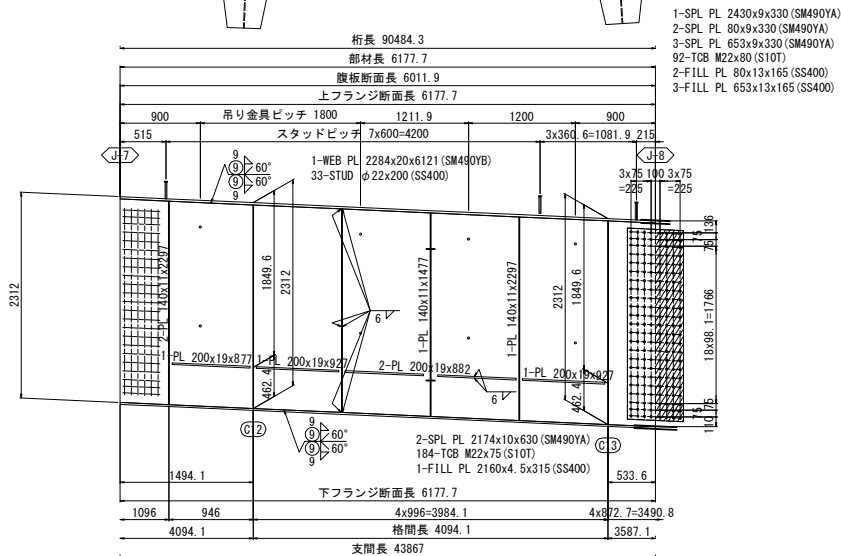 1-SPL PL 2430x9x330(SM490YA)
2-SPL PL 80x9x330(SM490YA)
3-SPL PL 653x9x330(SM490YA)
92-TCB M22x80(S10T)
2-FILL PL 80x13x165(SS400)
3-FILL PL 653x13x165(SS400)
桁長 90484.3
部材長 6177.7
腹板断面長 6011.9
上フランジ断面長 6177.7
900
吊り金具ピッチ 1800
1211.9
1200
900
515
スタッドピッチ 7x600=4200
3x360.6=1081.9
215
J-7
J-8
9
9
9
9
60°
60°
1-WEB PL 2284x20x6121(SM490YB)
33-STUD φ22x200(SS400)
3x75
=225
100
3x75
=225
136
75
75
18x98.1=1766
75
75
110
2312
2-PL 140x11x2297
1849.6
2312
1-PL 140x11x1477
1-PL 140x11x2297
2312
1849.6
6
1-PL 200x19x877
1-PL 200x19x927
2-PL 200x19x882
1-PL 200x19x927
462.4
462.4
6
C12
C13
9
9
9
9
60°
60°
2-SPL PL 2174x10x630(SM490YA)
184-TCB M22x75(S10T)
1-FILL PL 2160x4.5x315(SS400)
1494.1
533.6
下フランジ断面長 6177.7
1096
946
4x996=3984.1
4x872.7=3490.8
4094.1
格間長 4094.1
3587.1
支間長 43867